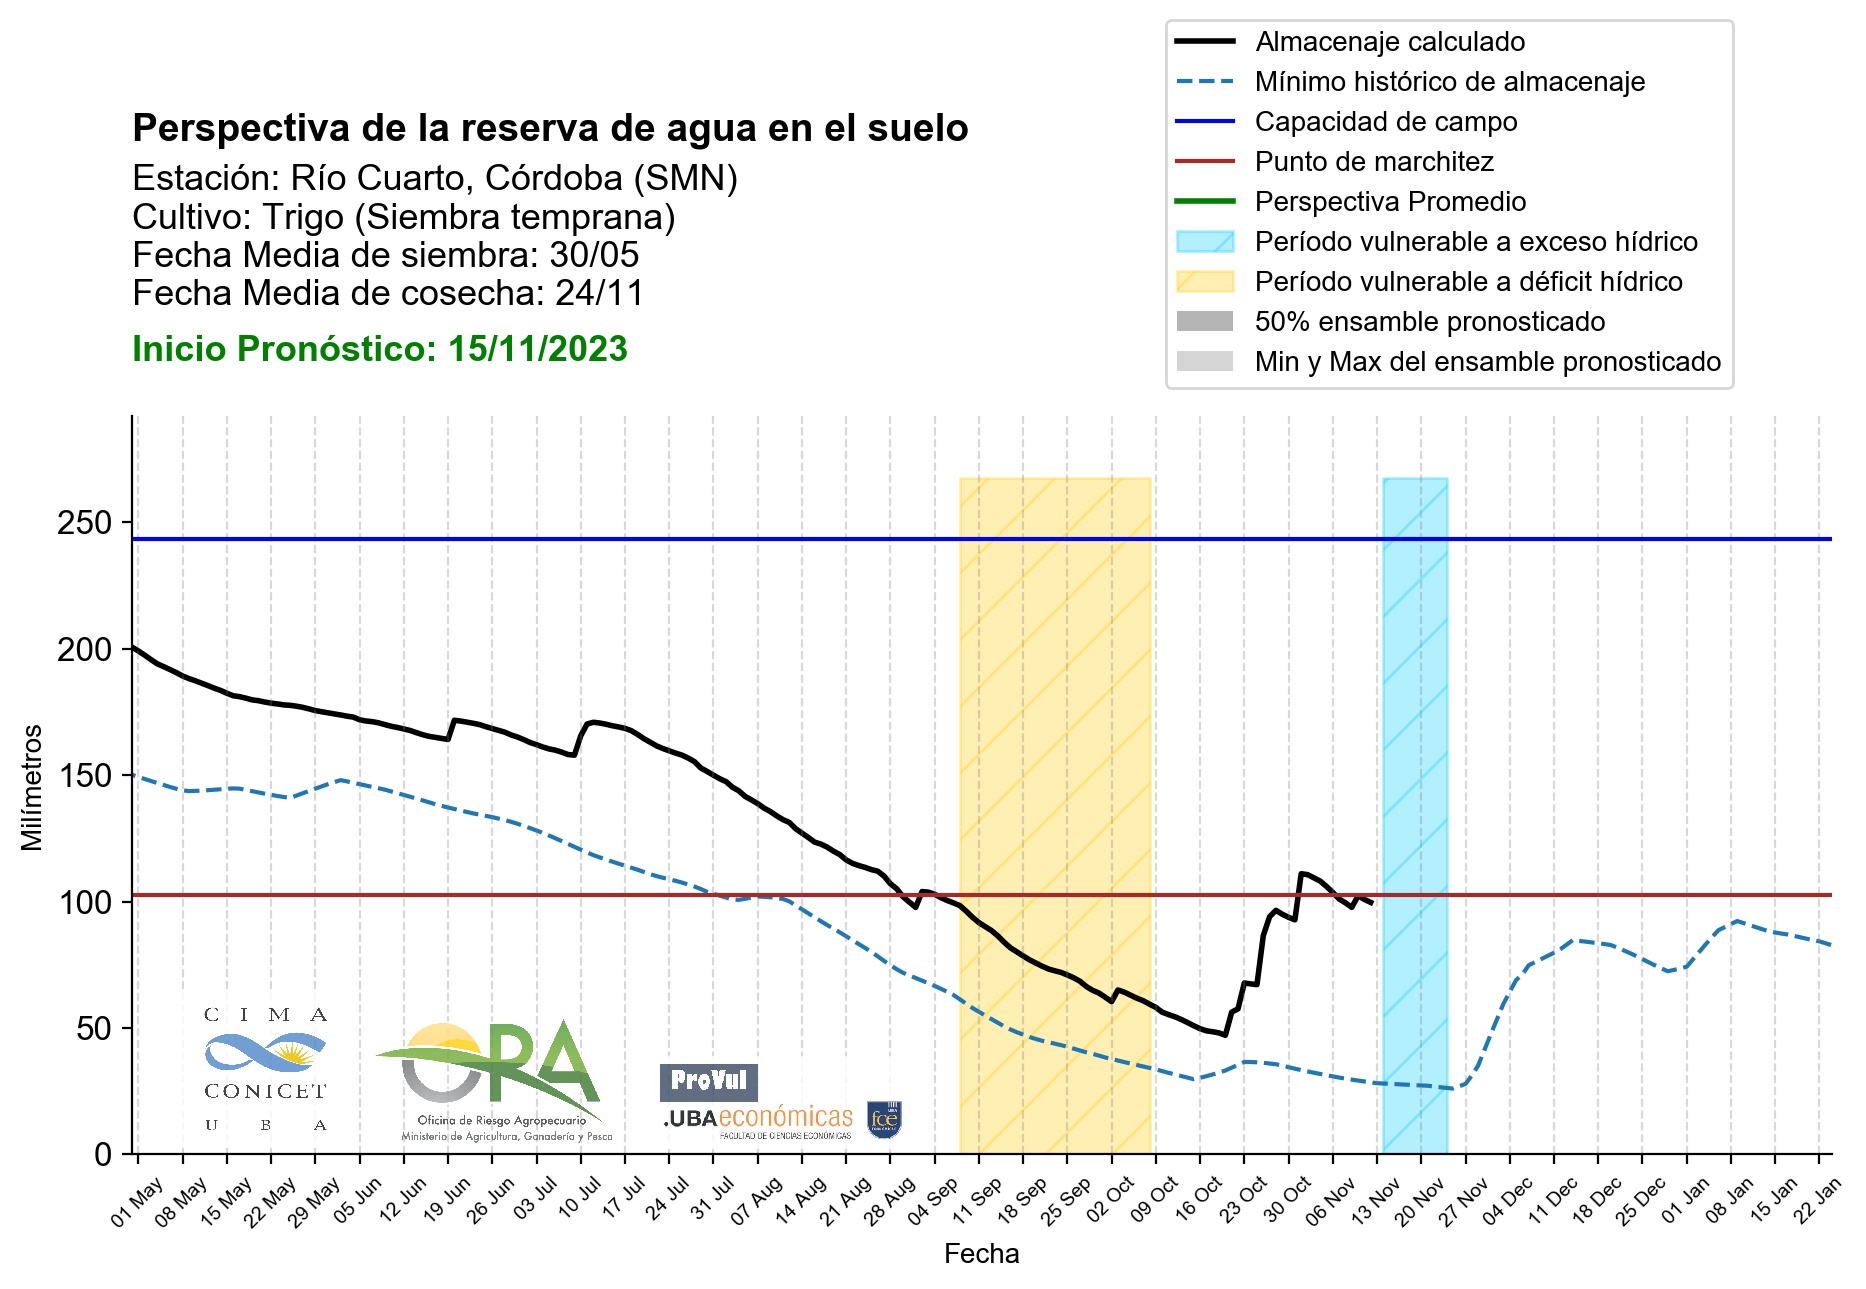 Almacenaje calculado
Mínimo histórico de almacenaje
Capacidad de campo
Punto de marchitez
Perspectiva Promedio
Período vulnerable a exceso hídrico
Período vulnerable a déficit hídrico
50% ensamble pronosticado
Min y Max del ensamble pronosticado
Perspectiva de la reserva de agua en el suelo
Estación: Río Cuarto, Córdoba (SMN)
Cultivo: Trigo (Siembra temprana)
Fecha Media de siembra: 30/05
Fecha Media de cosecha: 24/11
Inicio Pronóstico: 15/11/2023
Milímetros
250
200
150
100
50
0
CIMA
CONICET
UBA
ORA
Oficina de Riesgo Agropecuario
Ministerio de Agricultura, Ganadería y Pesca
ProVul
.UBAeconómicas
FACULTAD DE CIENCIAS ECONÓMICAS
fce
01 May
08 May
15 May
22 May
29 May
05 Jun
12 Jun
19 Jun
26 Jun
03 Jul
10 Jul
17 Jul
24 Jul
31 Jul
07 Aug
14 Aug
21 Aug
28 Aug
04 Sep
11 Sep
18 Sep
25 Sep
02 Oct
09 Oct
16 Oct
23 Oct
30 Oct
06 Nov
13 Nov
20 Nov
27 Nov
04 Dec
11 Dec
18 Dec
25 Dec
01 Jan
08 Jan
15 Jan
22 Jan
Fecha